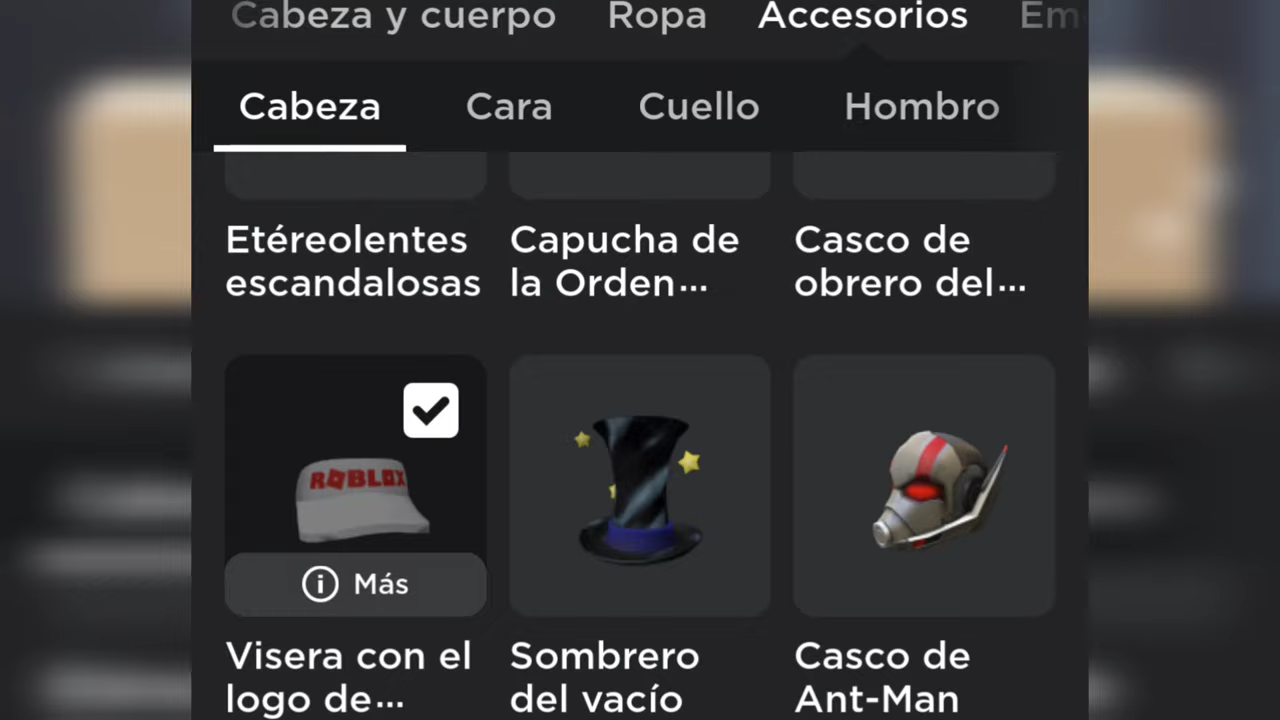 Cabeza y cuerpo Ropa Accesorios Em
Cabeza Cara Cuello Hombro
Etéreolentes escandalosas
Capucha de la Orden...
Casco de obrero del...
ROBLOX
Más
Visera con el logo de...
Sombrero del vacío
Casco de Ant-Man